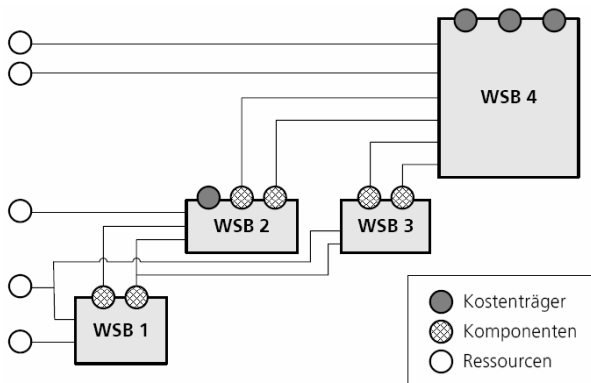 WSB 4
WSB 2
WSB 3
WSB 1
Kostenträger
Komponenten
Ressourcen